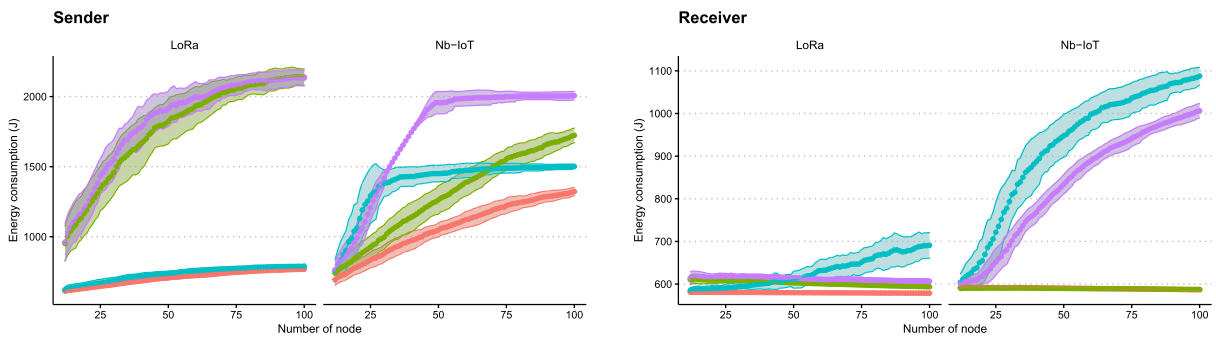 Sender
LoRa
Nb−IoT
Energy consumption (J)
2000
1500
1000
25
50
75
100
25
50
75
100
Number of node
Receiver
LoRa
Nb−IoT
Energy consumption (J)
1100
1000
900
800
700
600
25
50
75
100
25
50
75
100
Number of node